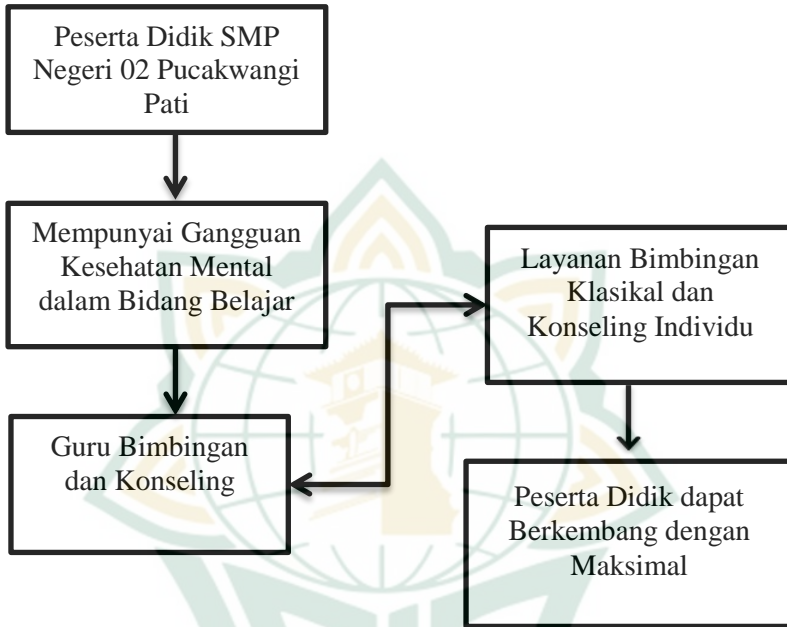 Peserta Didik SMP
Negeri 02 Pucakwangi
Pati
Mempunyai Gangguan
Kesehatan Mental
dalam Bidang Belajar
Guru Bimbingan
dan Konseling
Layanan Bimbingan
Klasikal dan
Konseling Individu
Peserta Didik dapat
Berkembang dengan
Maksimal